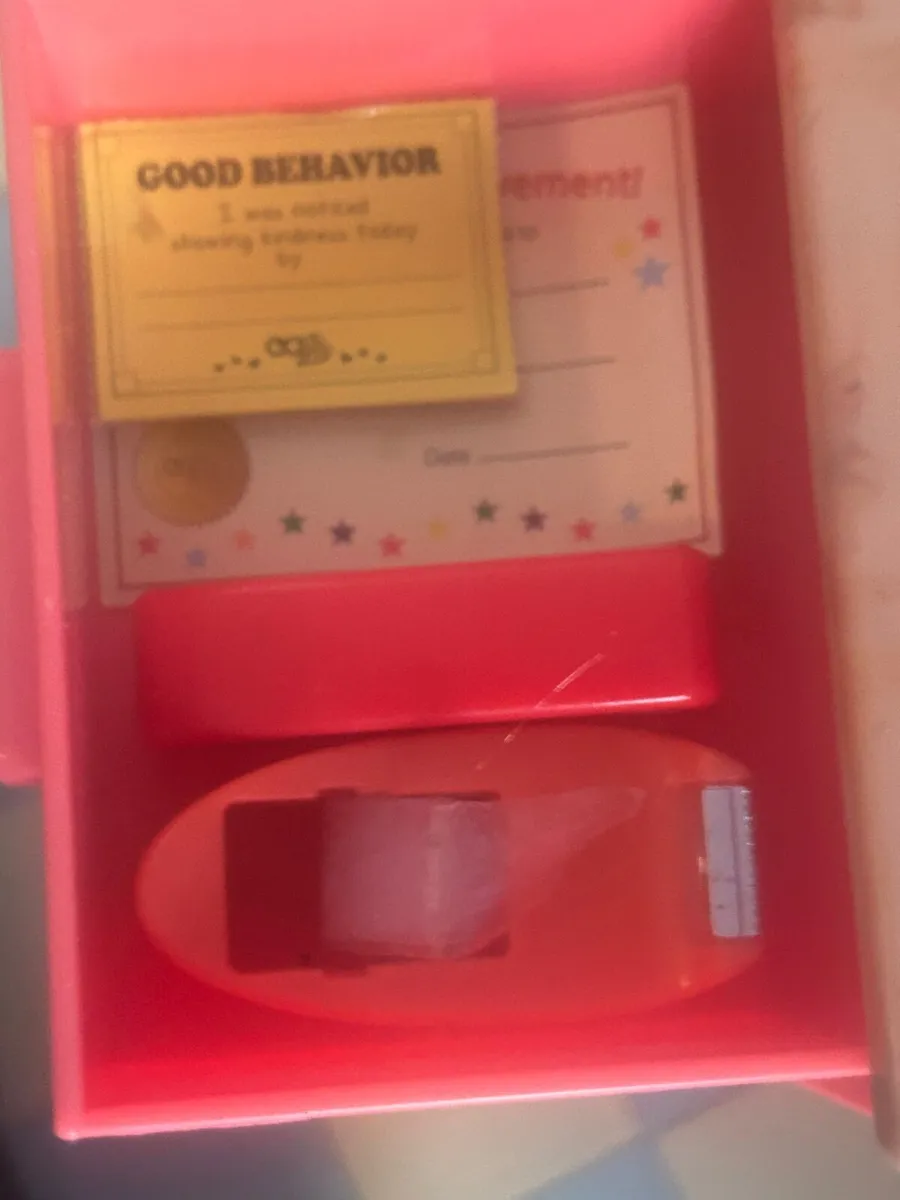 GOOD BEHAVIOR
I was noticed
showing kindness today
by
Date